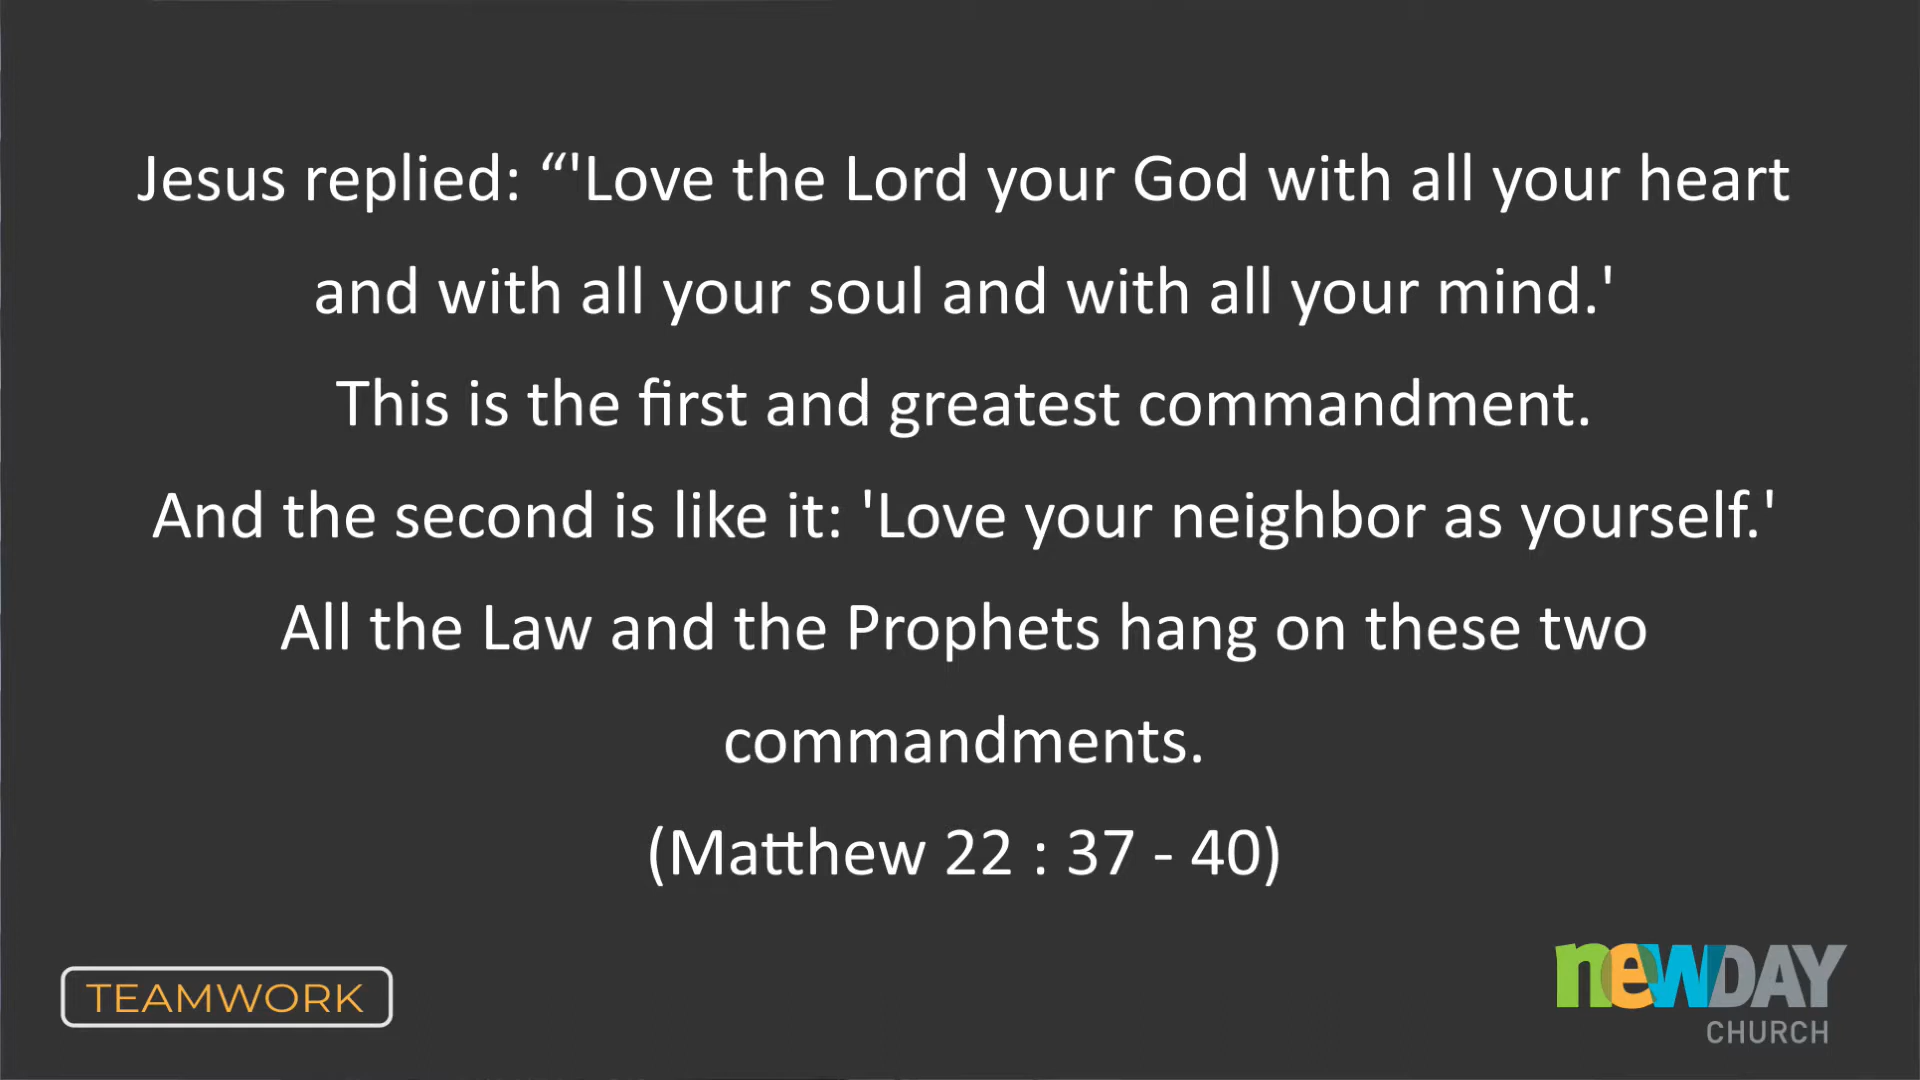 Jesus replied: “'Love the Lord your God with all your heart
and with all your soul and with all your mind.'
This is the first and greatest commandment.
And the second is like it: 'Love your neighbor as yourself.'
All the Law and the Prophets hang on these two
commandments.
(Matthew 22 : 37 - 40)
TEAMWORK
newDAY
CHURCH